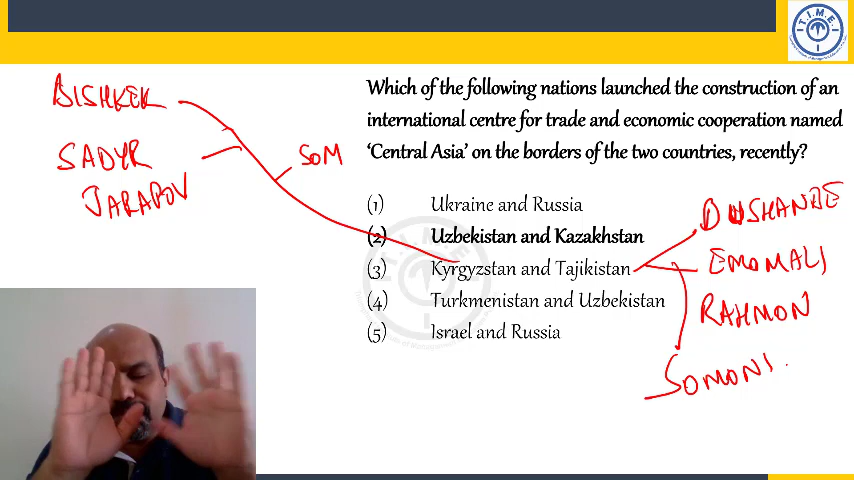 T.I.M.E.
Which of the following nations launched the construction of an
international centre for trade and economic cooperation named
‘Central Asia’ on the borders of the two countries, recently?
(1) Ukraine and Russia
(2) Uzbekistan and Kazakhstan
(3) Kyrgyzstan and Tajikistan
(4) Turkmenistan and Uzbekistan
(5) Israel and Russia
BISHKEK
SADYR
JAPAROV
SOM
DUSHANBE
EMOMALI
RAHMON
SOMONI